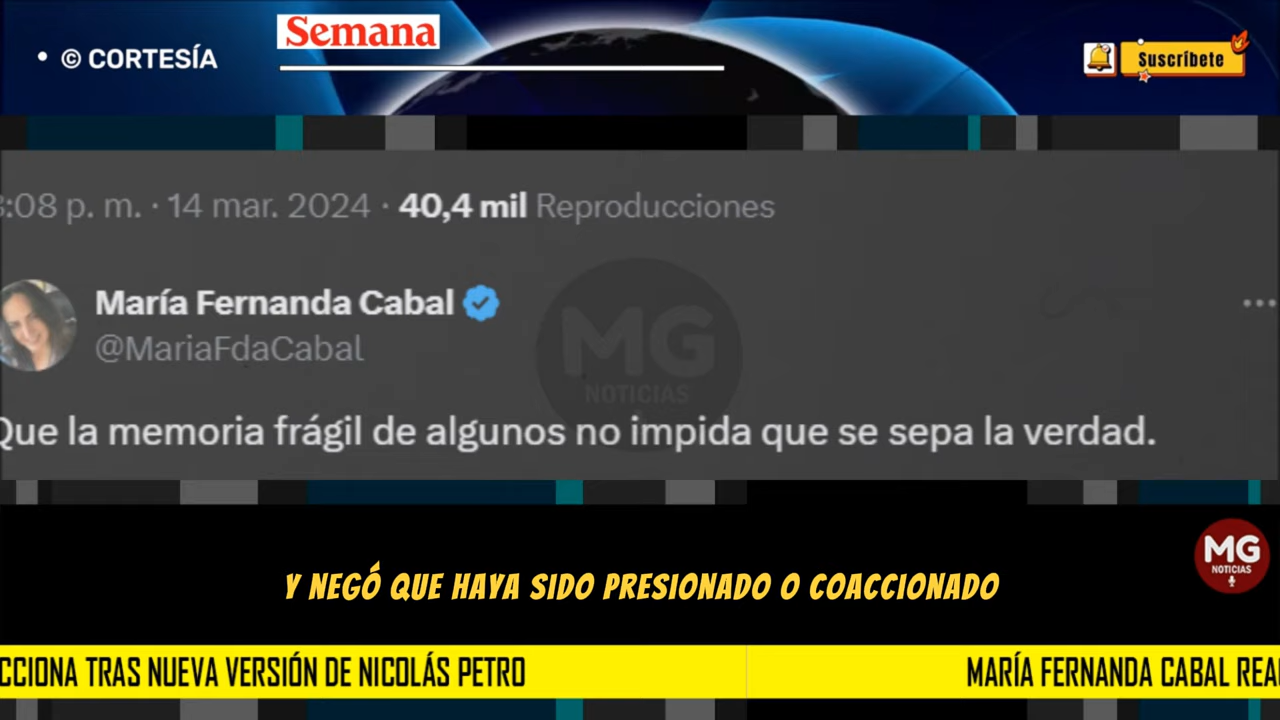 • © CORTESÍA
Semana
Suscríbete
:08 p. m. · 14 mar. 2024 · 40,4 mil Reproducciones
María Fernanda Cabal
@MariaFdaCabal
Que la memoria frágil de algunos no impida que se sepa la verdad.
MG
NOTICIAS
MG
NOTICIAS
Y NEGÓ QUE HAYA SIDO PRESIONADO O COACCIONADO
CCIONA TRAS NUEVA VERSIÓN DE NICOLÁS PETRO
MARÍA FERNANDA CABAL REA